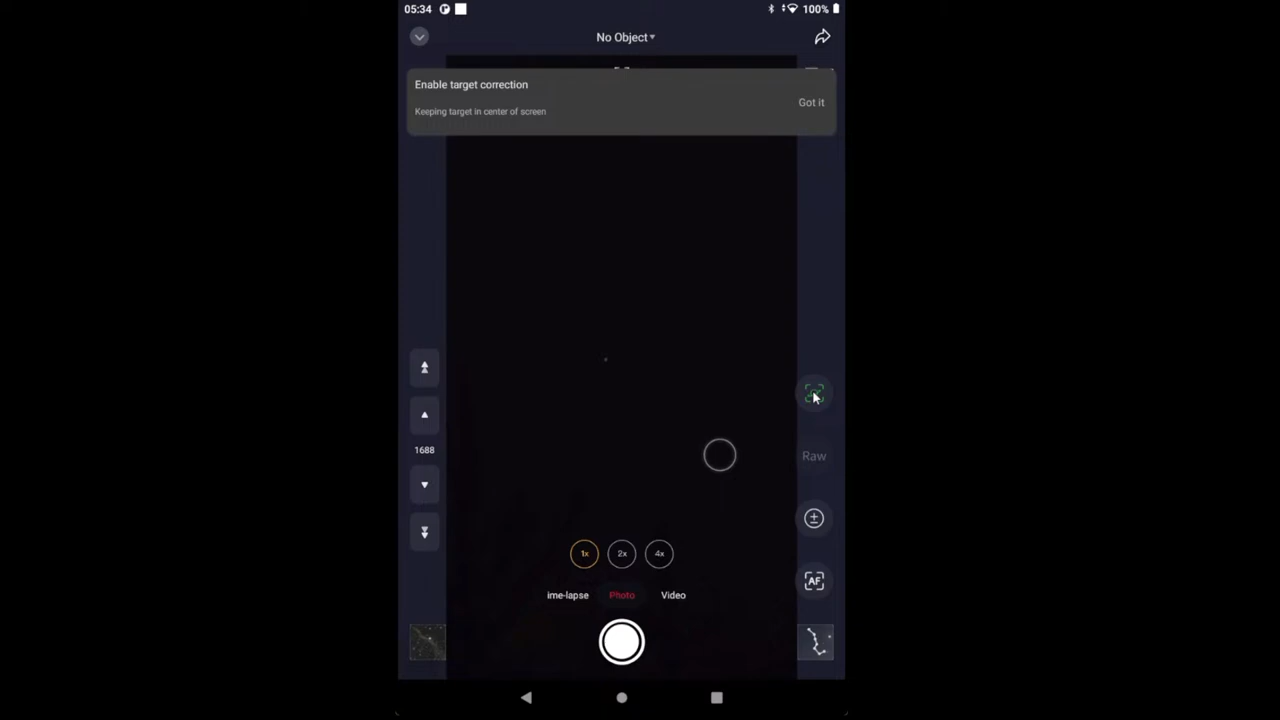 05:34
100%
No Object
Enable target correction
Got it
Keeping target in center of screen
1688
Raw
1x
2x
4x
ime-lapse
Photo
Video
AF